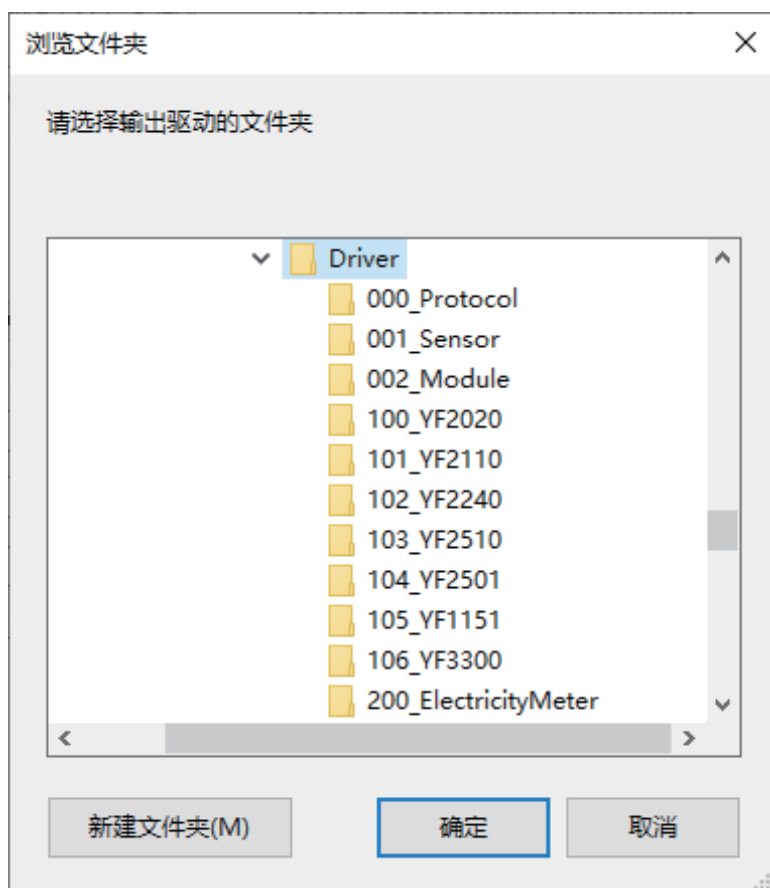 浏览文件夹
请选择输出驱动的文件夹
Driver
000_Protocol
001_Sensor
002_Module
100_YF2020
101_YF2110
102_YF2240
103_YF2510
104_YF2501
105_YF1151
106_YF3300
200_ElectricityMeter
新建文件夹(M) 确定 取消